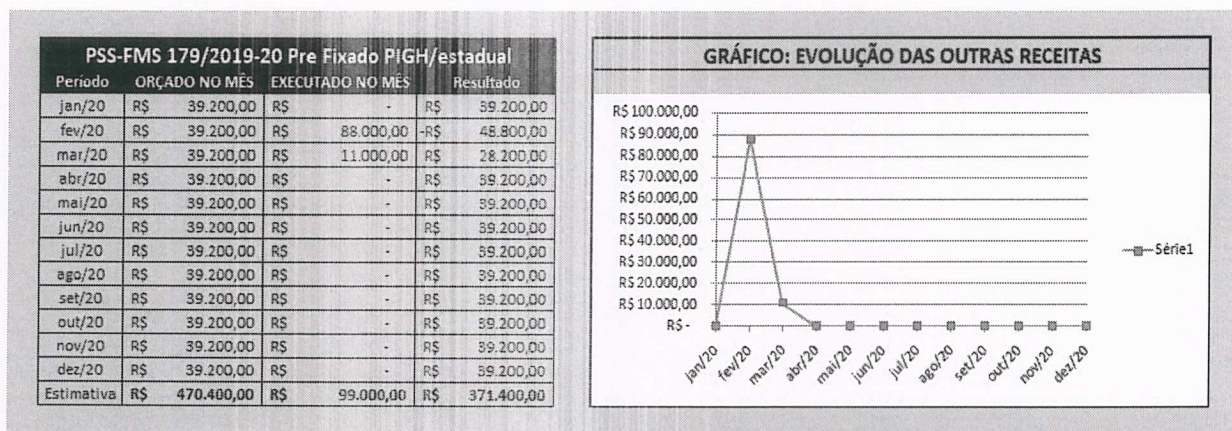 PSS-FMS 179/2019-20 Pre Fixado PIGH/estadual
Período ORÇADO NO MÊS EXECUTADO NO MÊS Resultado
jan/20 R$ 39.200,00 R$ - R$ 39.200,00
fev/20 R$ 39.200,00 R$ 88.000,00 -R$ 48.800,00
mar/20 R$ 39.200,00 R$ 11.000,00 R$ 28.200,00
abr/20 R$ 39.200,00 R$ - R$ 39.200,00
mai/20 R$ 39.200,00 R$ - R$ 39.200,00
jun/20 R$ 39.200,00 R$ - R$ 39.200,00
jul/20 R$ 39.200,00 R$ - R$ 39.200,00
ago/20 R$ 39.200,00 R$ - R$ 39.200,00
set/20 R$ 39.200,00 R$ - R$ 39.200,00
out/20 R$ 39.200,00 R$ - R$ 39.200,00
nov/20 R$ 39.200,00 R$ - R$ 39.200,00
dez/20 R$ 39.200,00 R$ - R$ 39.200,00
Estimativa R$ 470.400,00 R$ 99.000,00 R$ 371.400,00
GRÁFICO: EVOLUÇÃO DAS OUTRAS RECEITAS
R$ 100.000,00
R$ 90.000,00
R$ 80.000,00
R$ 70.000,00
R$ 60.000,00
R$ 50.000,00
R$ 40.000,00
R$ 30.000,00
R$ 20.000,00
R$ 10.000,00
R$ -
jan/20 fev/20 mar/20 abr/20 mai/20 jun/20 jul/20 ago/20 set/20 out/20 nov/20 dez/20
Série1